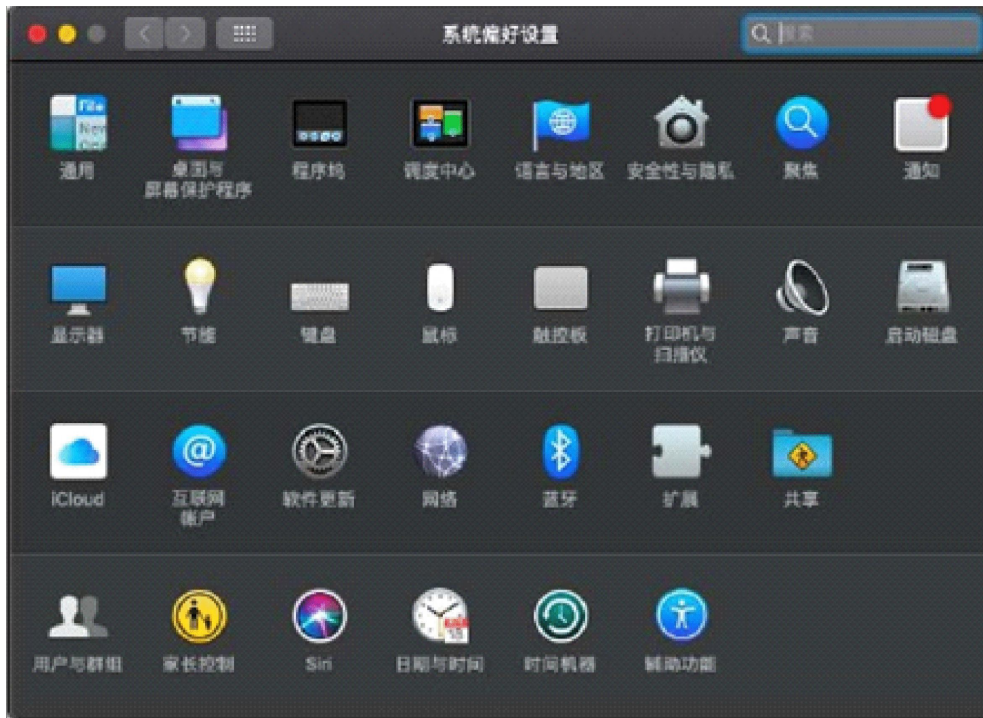 系统偏好设置
搜索
通用
桌面与
屏幕保护程序
程序坞
调度中心
语言与地区
安全性与隐私
聚焦
通知
显示器
节能
键盘
鼠标
触控板
打印机与
扫描仪
声音
启动磁盘
iCloud
互联网
帐户
软件更新
网络
蓝牙
扩展
共享
用户与群组
家长控制
Siri
日期与时间
时间机器
辅助功能